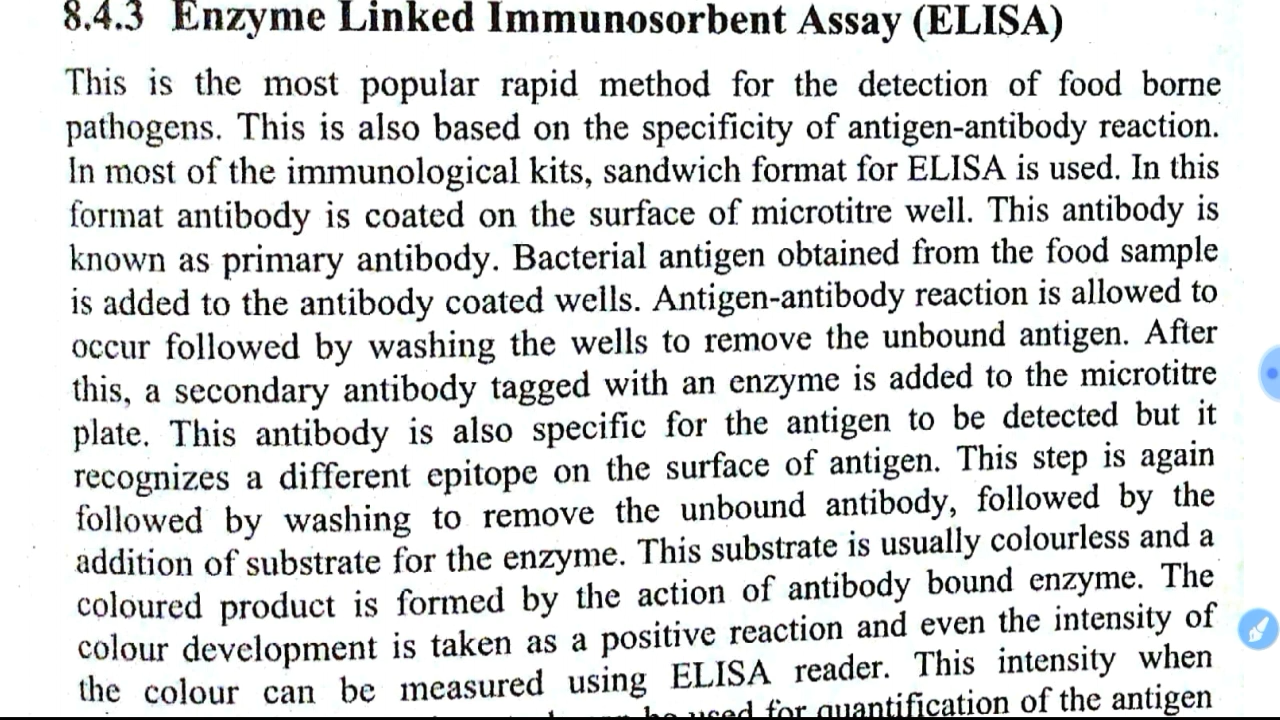 8.4.3 Enzyme Linked Immunosorbent Assay (ELISA)
This is the most popular rapid method for the detection of food borne
pathogens. This is also based on the specificity of antigen-antibody reaction.
In most of the immunological kits, sandwich format for ELISA is used. In this
format antibody is coated on the surface of microtitre well. This antibody is
known as primary antibody. Bacterial antigen obtained from the food sample
is added to the antibody coated wells. Antigen-antibody reaction is allowed to
occur followed by washing the wells to remove the unbound antigen. After
this, a secondary antibody tagged with an enzyme is added to the microtitre
plate. This antibody is also specific for the antigen to be detected but it
recognizes a different epitope on the surface of antigen. This step is again
followed by washing to remove the unbound antibody, followed by the
addition of substrate for the enzyme. This substrate is usually colourless and a
coloured product is formed by the action of antibody bound enzyme. The
colour development is taken as a positive reaction and even the intensity of
the colour can be measured using ELISA reader. This intensity when
be used for quantification of the antigen